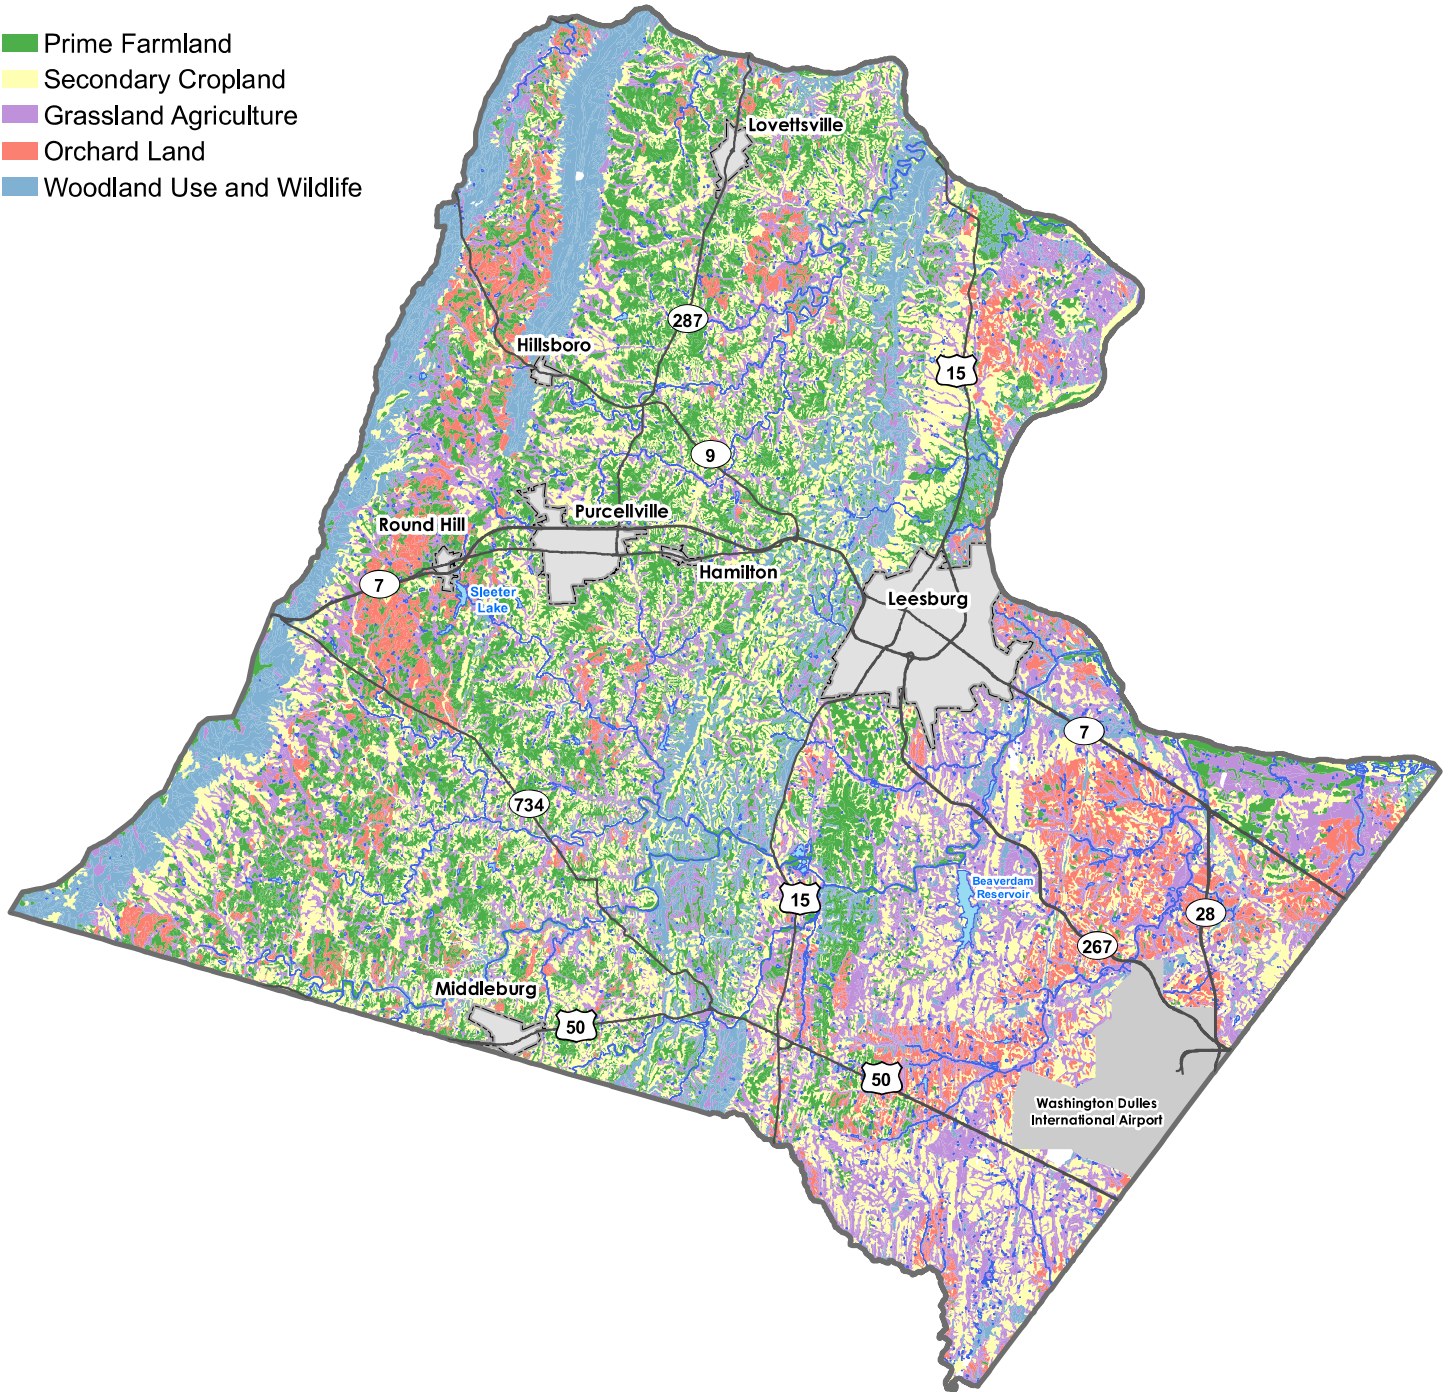 Prime Farmland
Secondary Cropland
Grassland Agriculture
Orchard Land
Woodland Use and Wildlife
Lovettsville
287
Hillsboro
15
9
Purcellville
Round Hill
Hamilton
7
Sleeter
Lake
Leesburg
7
734
Beaverdam
Reservoir
15
28
267
Middleburg
50
50
Washington Dulles
International Airport